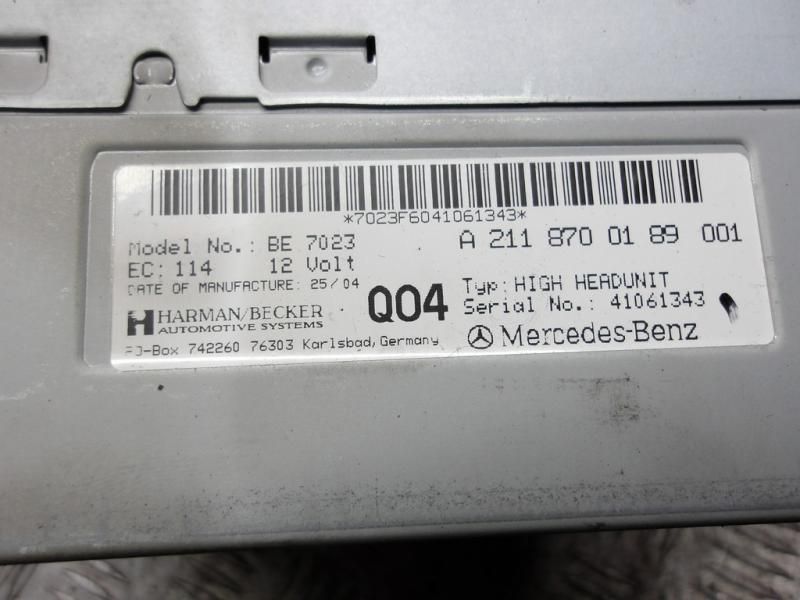 *7023F6041061343*
Model No.: BE 7023
A 211 870 01 89 001
EC: 114 12 Volt
DATE OF MANUFACTURE: 25/04
Q04
Typ: HIGH HEADUNIT
Serial No.: 41061343
HARMAN/BECKER
AUTOMOTIVE SYSTEMS
PO-Box 742260 76303 Karlsbad, Germany
Mercedes-Benz